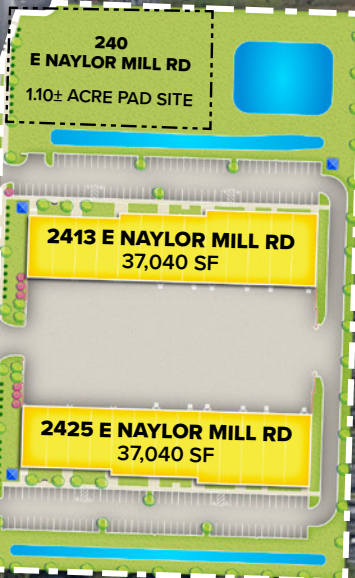 240
E NAYLOR MILL RD
1.10± ACRE PAD SITE
2413 E NAYLOR MILL RD
37,040 SF
2425 E NAYLOR MILL RD
37,040 SF